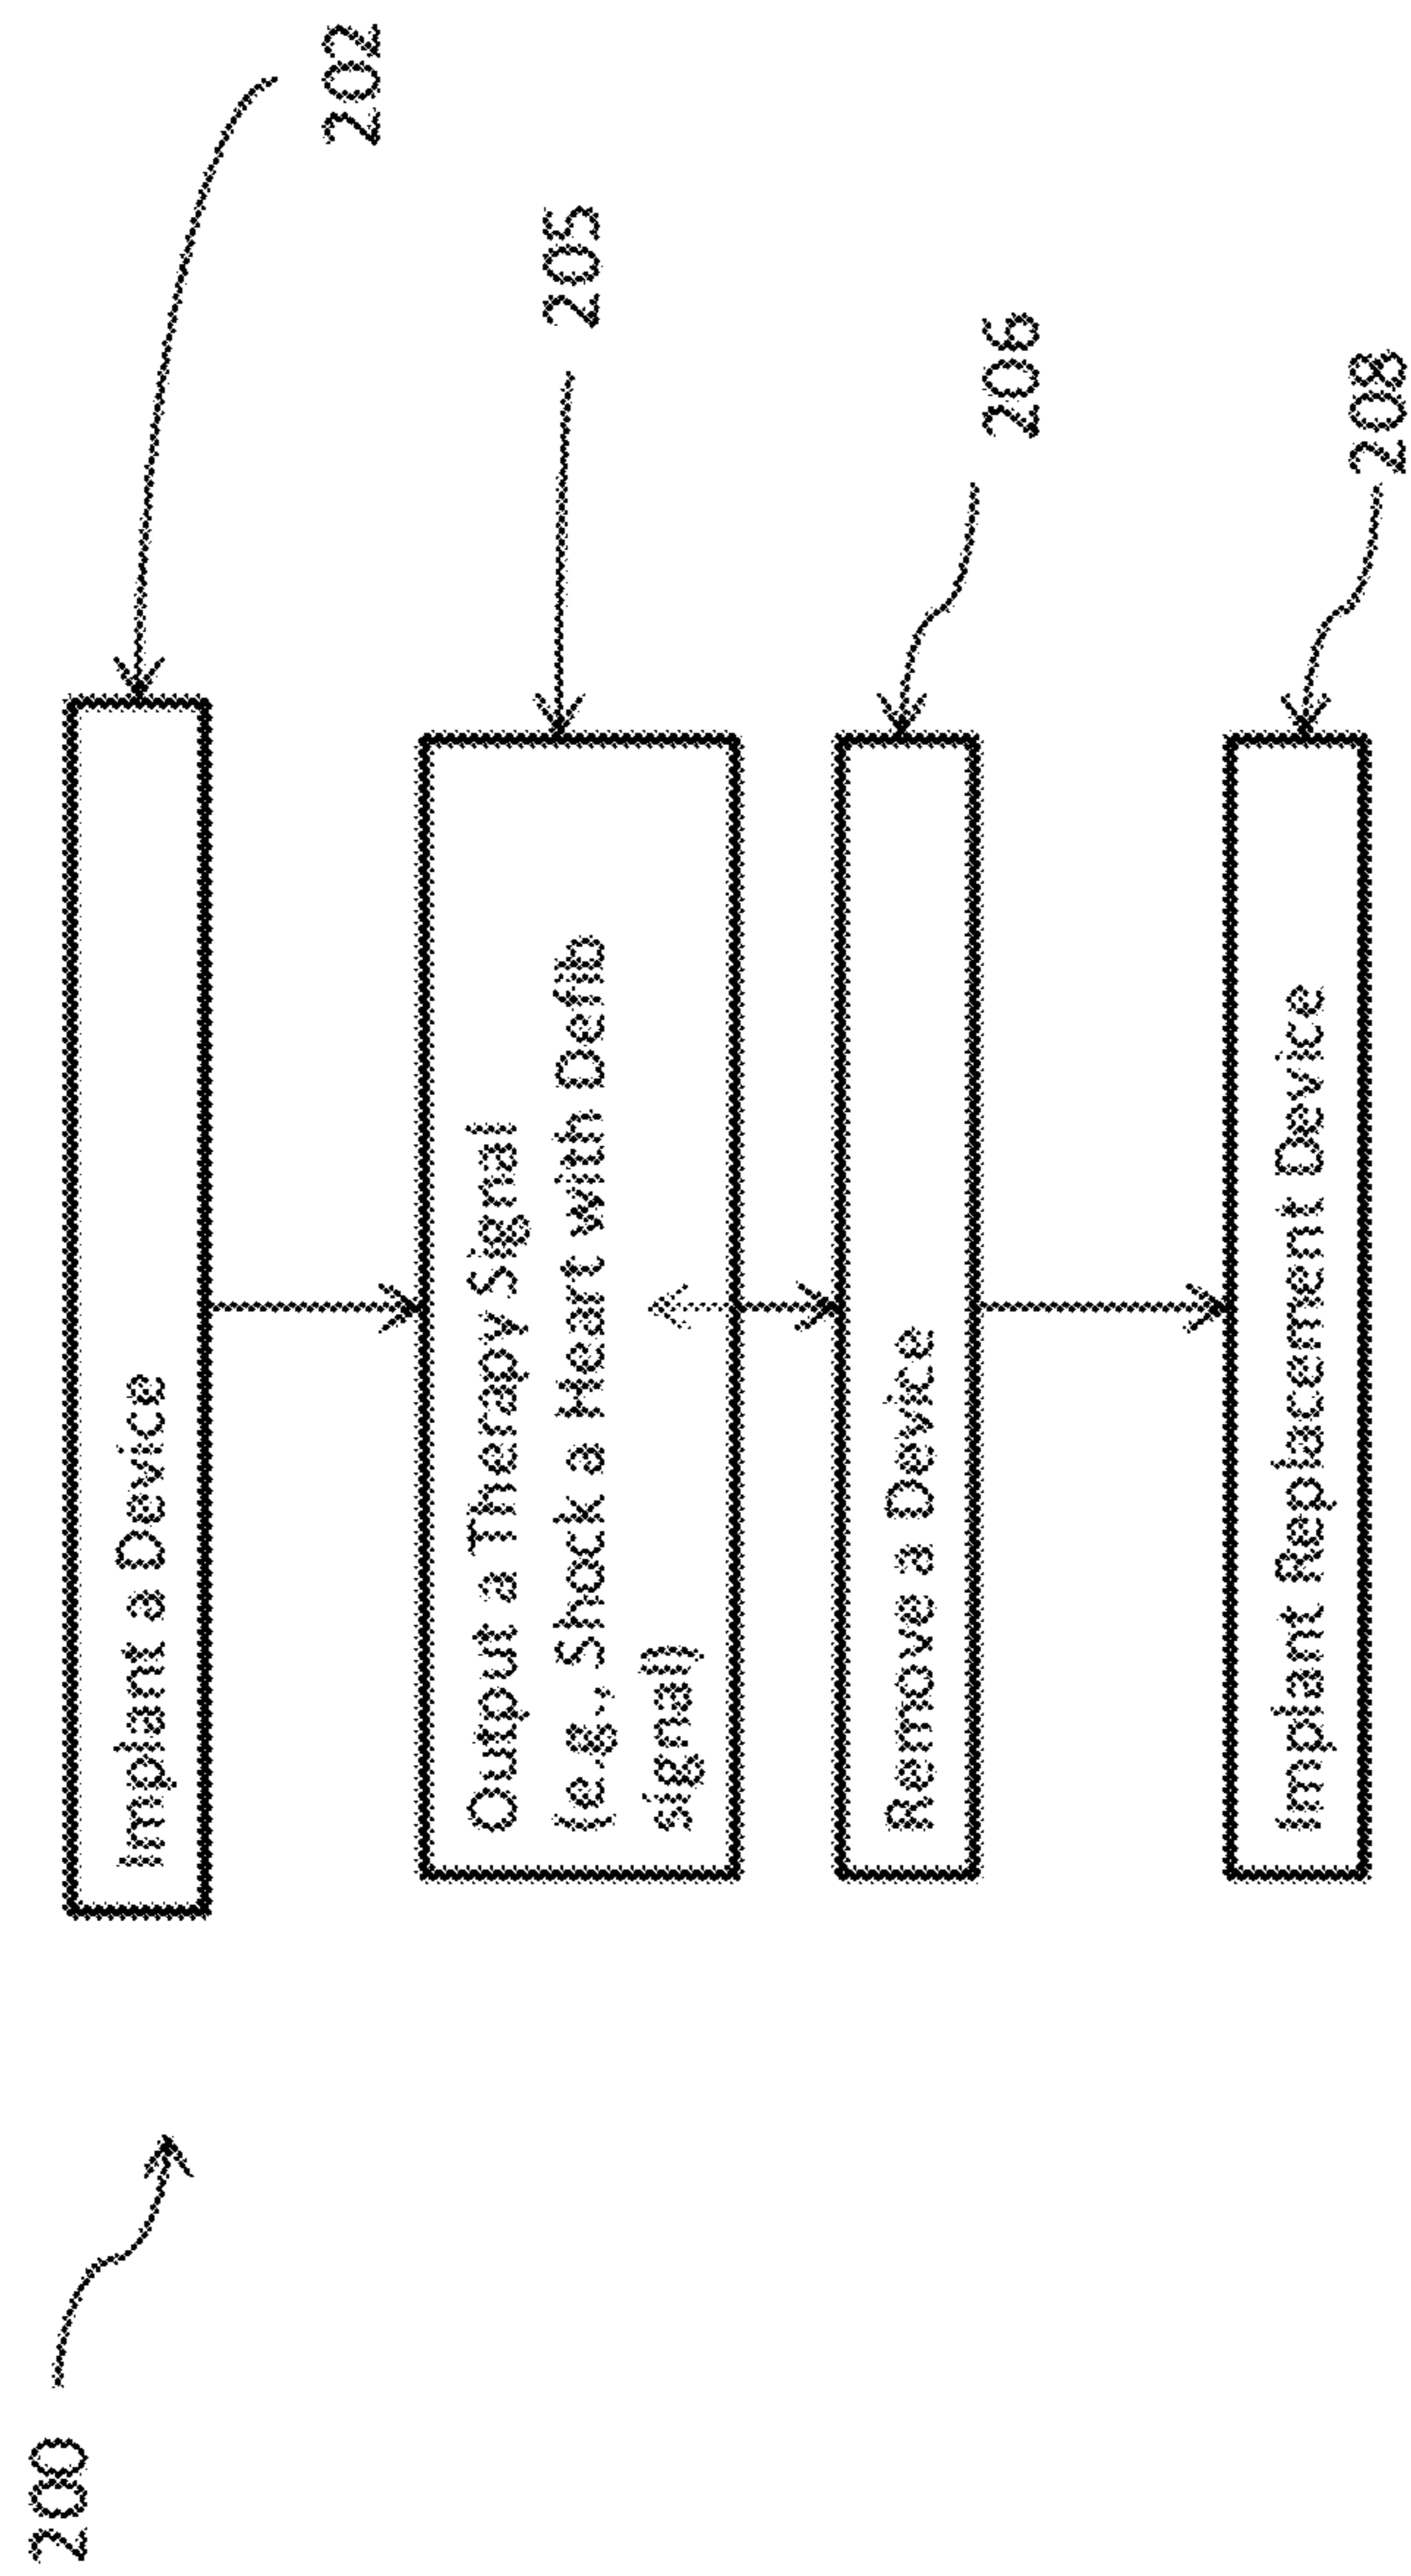 200
Implant a Device
202
Output a Therapy Signal
(e.g., Shock a Heart with Defib
signal)
205
Remove a Device
206
Implant Replacement Device
208